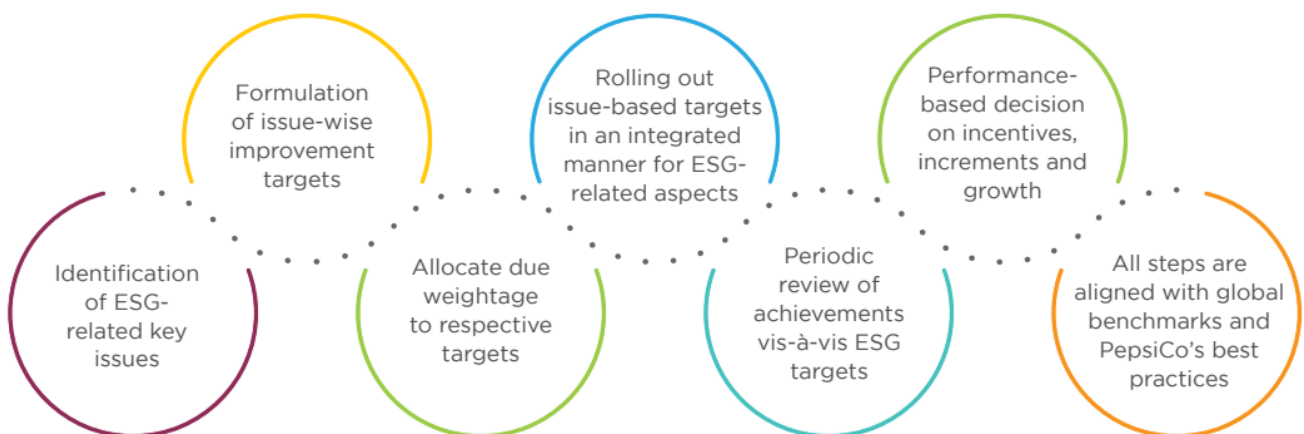 Identification
of ESG-
related key
issues
Formulation
of issue-wise
improvement
targets
Allocate due
weightage
to respective
targets
Rolling out
issue-based targets
in an integrated
manner for ESG-
related aspects
Periodic
review of
achievements
vis-à-vis ESG
targets
Performance-
based decision
on incentives,
increments and
growth
All steps are
aligned with global
benchmarks and
PepsiCo’s best
practices